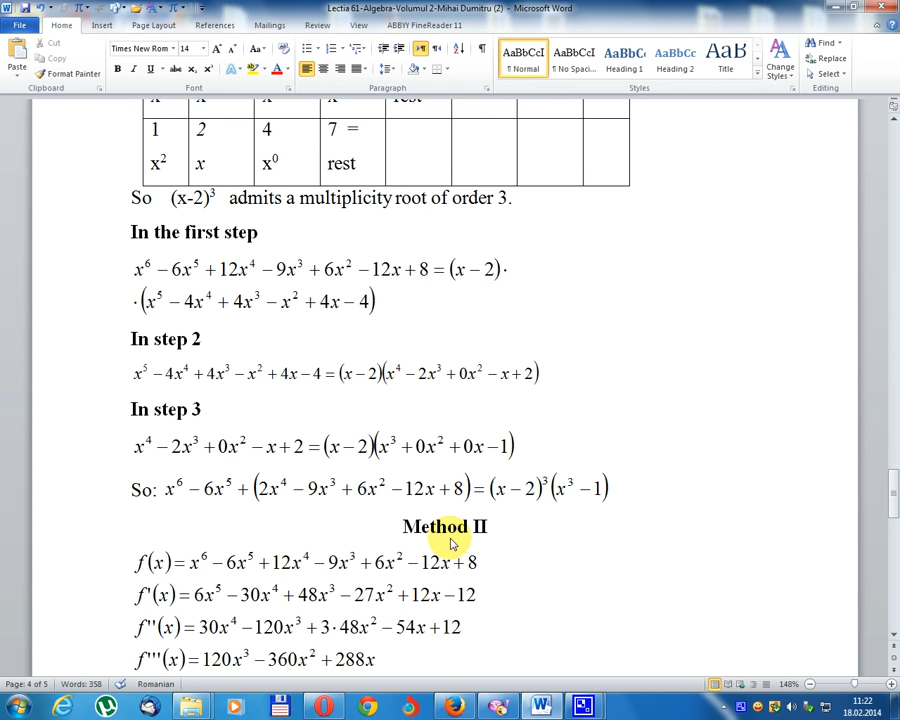 Lectia 61-Algebra-Volumul 2-Mihai Dumitru (2) - Microsoft Word
File Home Insert Page Layout References Mailings Review View ABBYY FineReader 11
Cut Times New Rom 14 A A Aa AaBbCcI AaBbCcI AaBbC AaBbCc AaB A Find
Copy Replace
Paste Format Painter B I U abc x₂ x² A ab A ¶ Normal ¶ No Spaci... Heading 1 Heading 2 Title Change Styles Select
Clipboard Font Paragraph Styles Editing
1 2 4 7 =
x² x x⁰ rest
So (x-2)³ admits a multiplicity root of order 3.
In the first step
x⁶ − 6x⁵ + 12x⁴ − 9x³ + 6x² − 12x + 8 = (x − 2)·
·(x⁵ − 4x⁴ + 4x³ − x² + 4x − 4)
In step 2
x⁵ − 4x⁴ + 4x³ − x² + 4x − 4 = (x − 2)(x⁴ − 2x³ + 0x² − x + 2)
In step 3
x⁴ − 2x³ + 0x² − x + 2 = (x − 2)(x³ + 0x² + 0x − 1)
So: x⁶ − 6x⁵ + (2x⁴ − 9x³ + 6x² − 12x + 8) = (x − 2)³(x³ − 1)
Method II
f(x) = x⁶ − 6x⁵ + 12x⁴ − 9x³ + 6x² − 12x + 8
f'(x) = 6x⁵ − 30x⁴ + 48x³ − 27x² + 12x − 12
f''(x) = 30x⁴ − 120x³ + 3·48x² − 54x + 12
f'''(x) = 120x³ − 360x² + 288x
Page: 4 of 5 Words: 358 Romanian 148%
11:22
18.02.2014